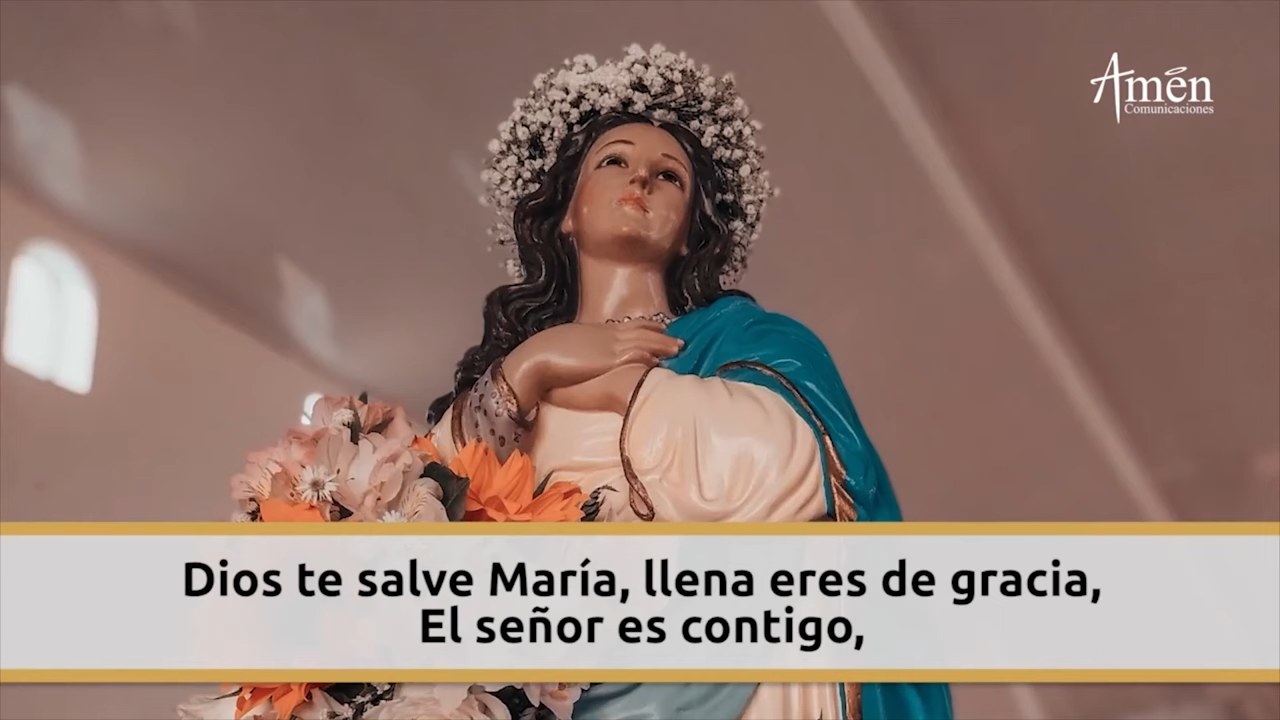 Amén
Comunicaciones
Dios te salve María, llena eres de gracia,
El señor es contigo,